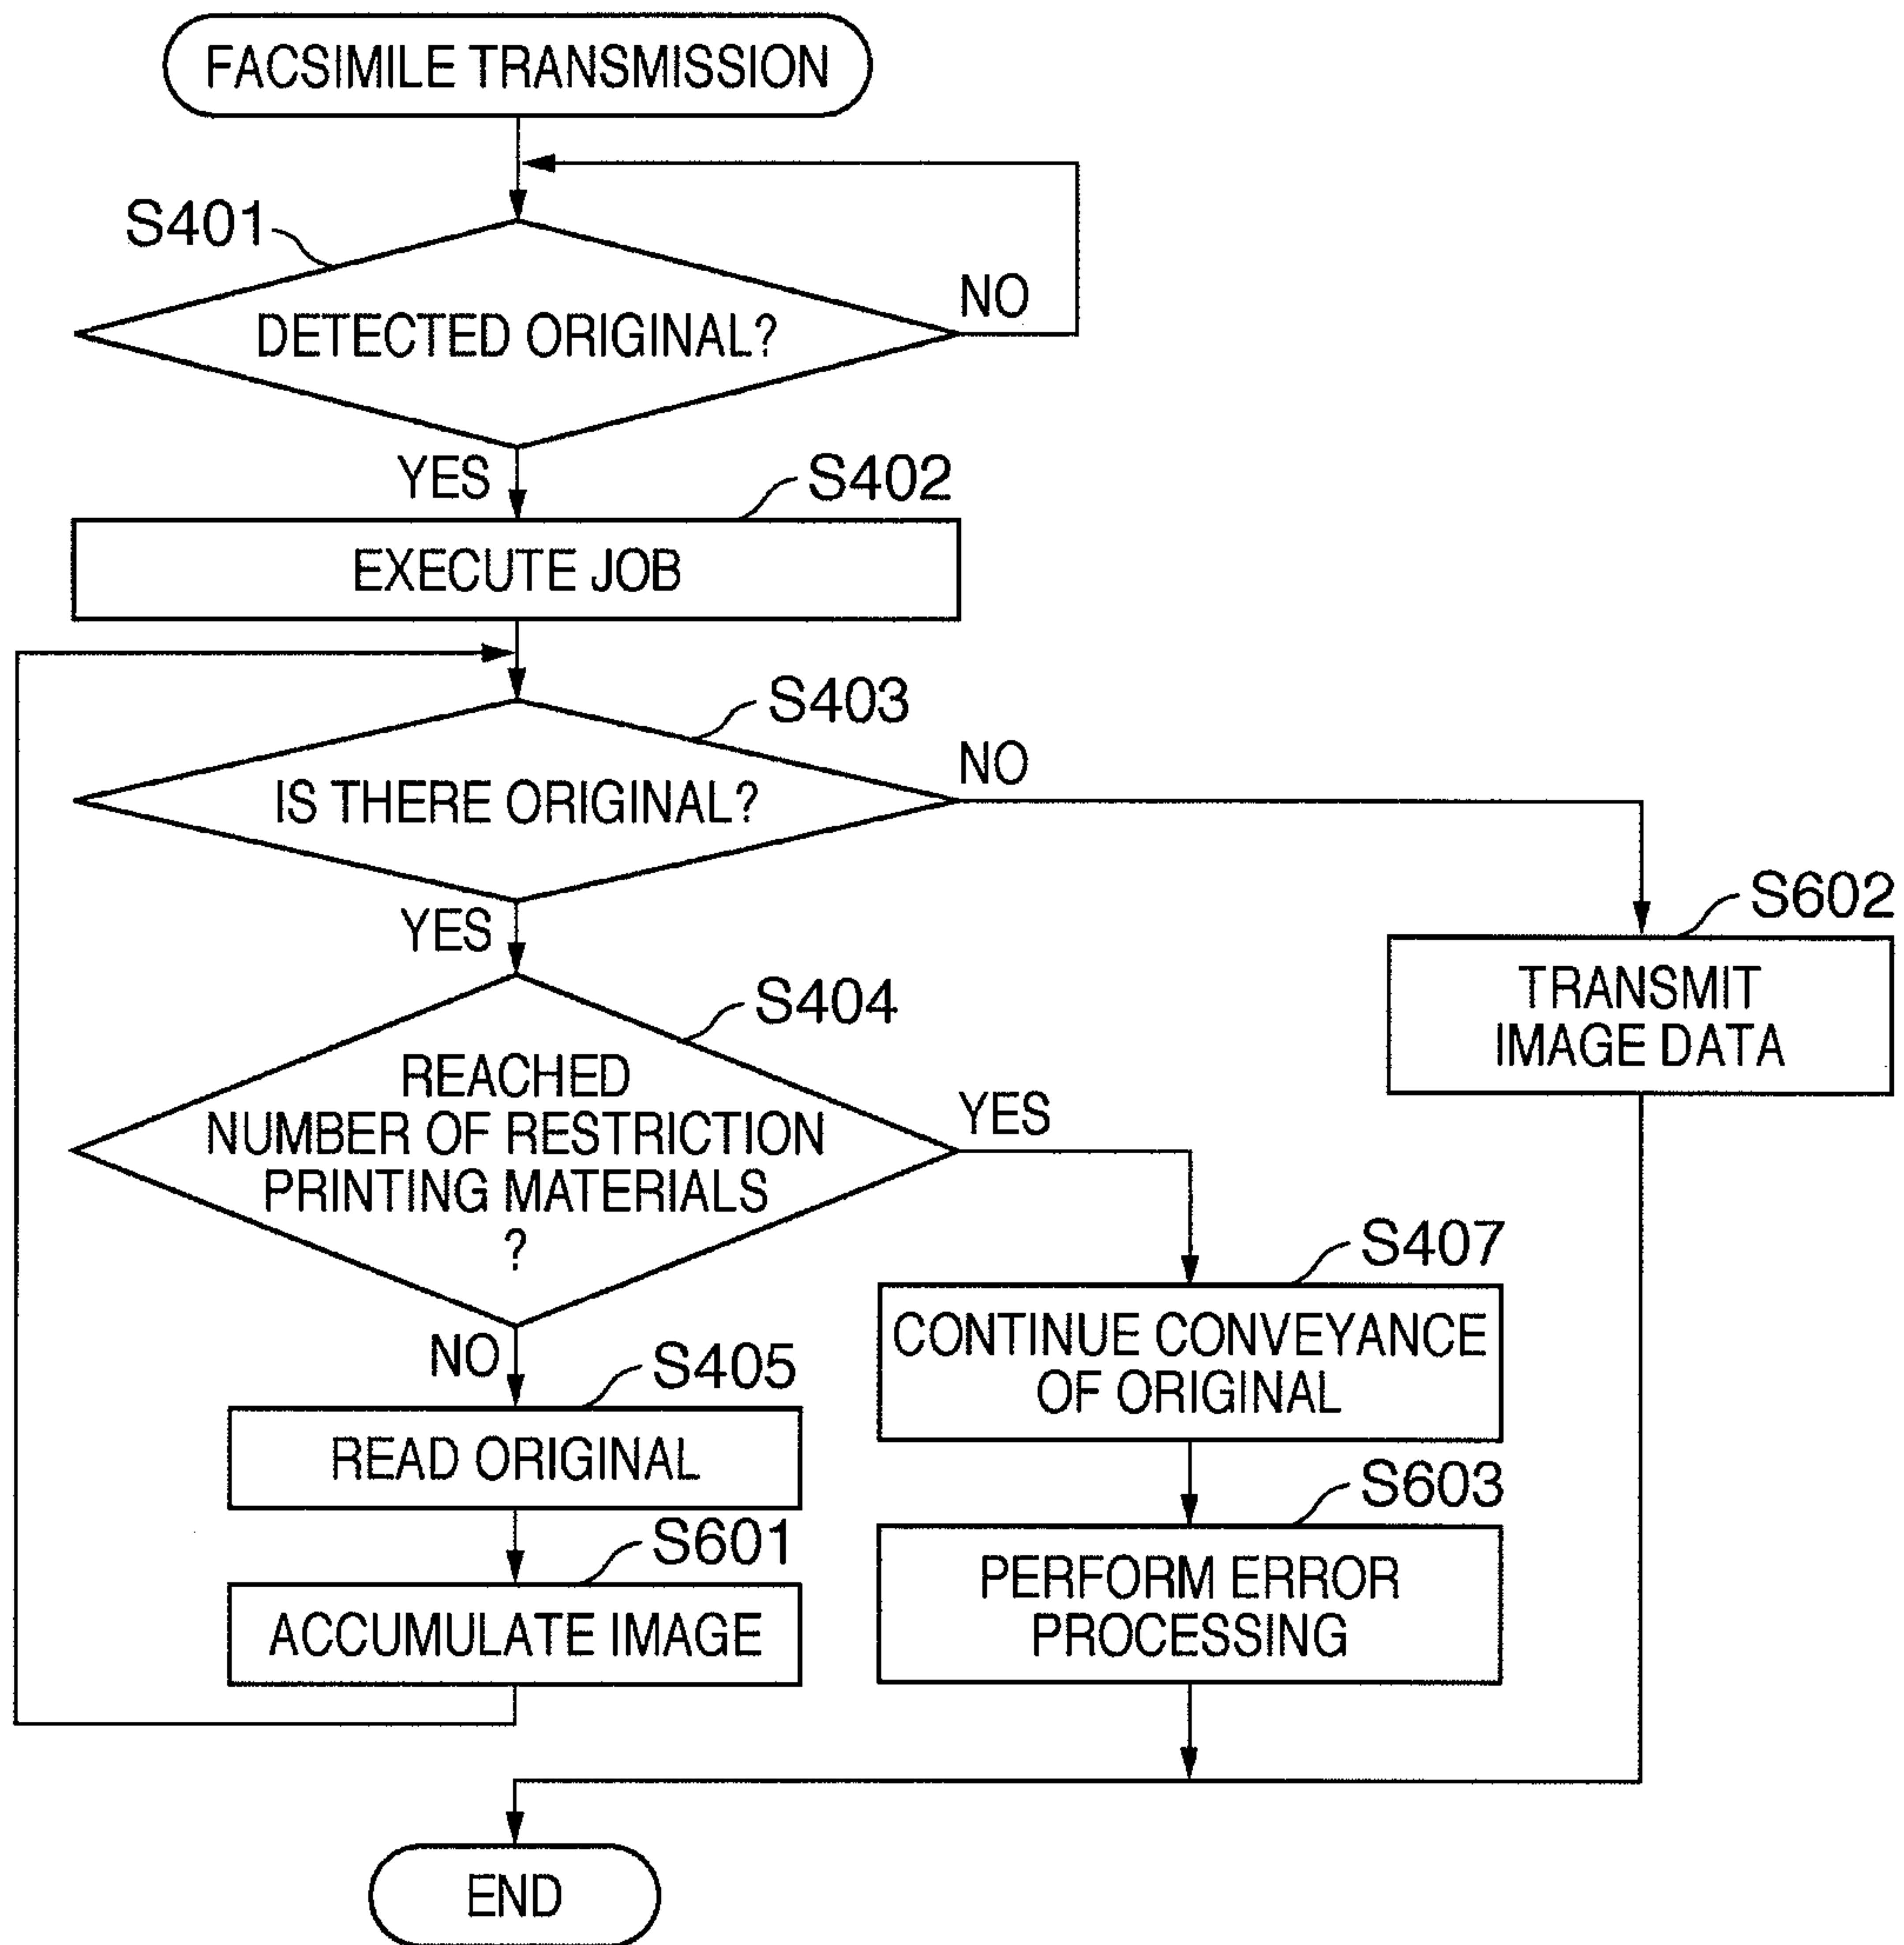 FACSIMILE TRANSMISSION
S401
DETECTED ORIGINAL?
NO
YES
S402
EXECUTE JOB
S403
IS THERE ORIGINAL?
NO
YES
S602
TRANSMIT
IMAGE DATA
S404
REACHED
NUMBER OF RESTRICTION
PRINTING MATERIALS
?
YES
NO
S407
CONTINUE CONVEYANCE
OF ORIGINAL
S405
READ ORIGINAL
S603
PERFORM ERROR
PROCESSING
S601
ACCUMULATE IMAGE
END